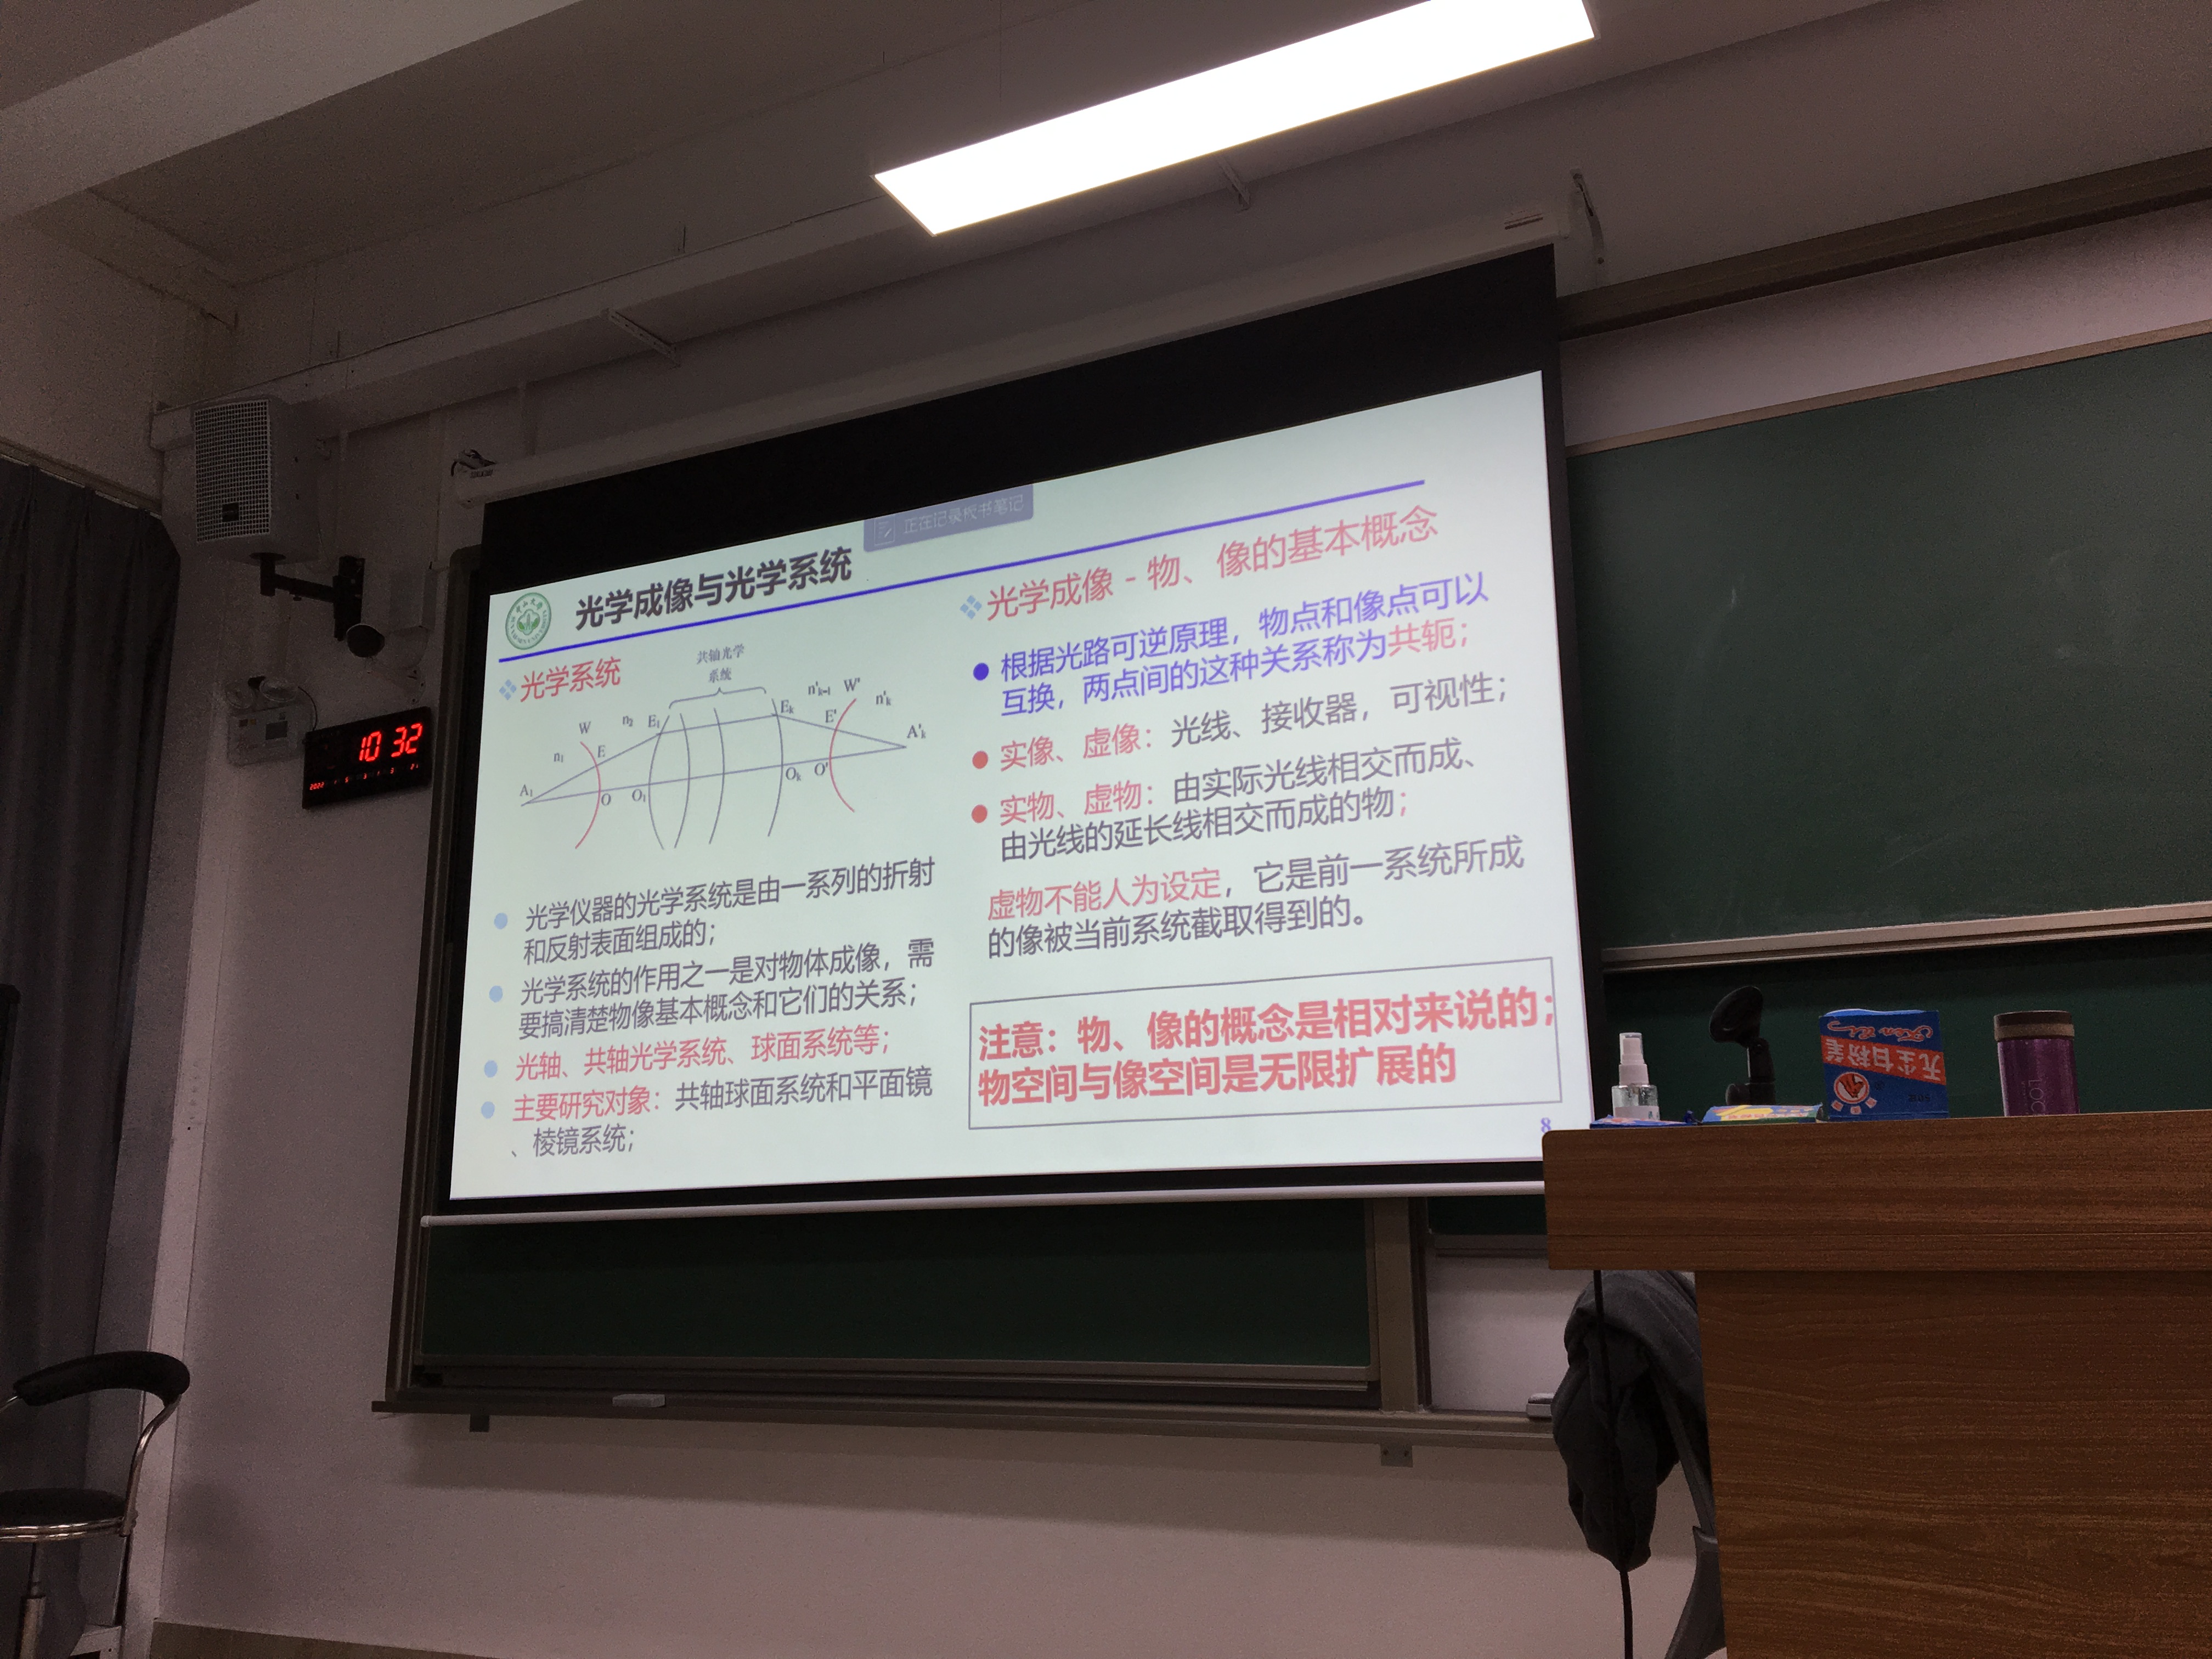 正在记录板书笔记
光学成像与光学系统
光学系统
共轴光学
系统
W
n₁
E
n₂
E₁
Eₖ
n'ₖ₋₁
W'
E'
n'ₖ
A'ₖ
A₁
O
O₁
Oₖ
O'
光学仪器的光学系统是由一系列的折射
和反射表面组成的；
光学系统的作用之一是对物体成像，需
要搞清楚物像基本概念和它们的关系；
光轴、共轴光学系统、球面系统等；
主要研究对象：共轴球面系统和平面镜
、棱镜系统；
光学成像 - 物、像的基本概念
根据光路可逆原理，物点和像点可以
互换，两点间的这种关系称为共轭；
实像、虚像：光线、接收器，可视性；
实物、虚物：由实际光线相交而成、
由光线的延长线相交而成的物；
虚物不能人为设定，它是前一系统所成
的像被当前系统截取得到的。
注意：物、像的概念是相对来说的；
物空间与像空间是无限扩展的
8
10 32
无尘白粉笔
LOC